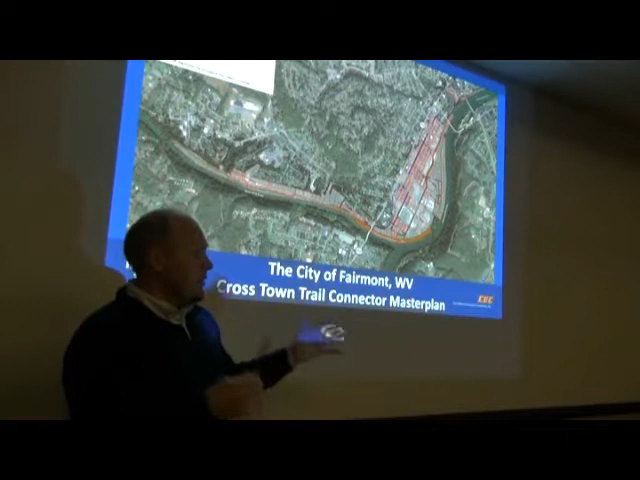 The City of Fairmont, WV
Cross Town Trail Connector Masterplan